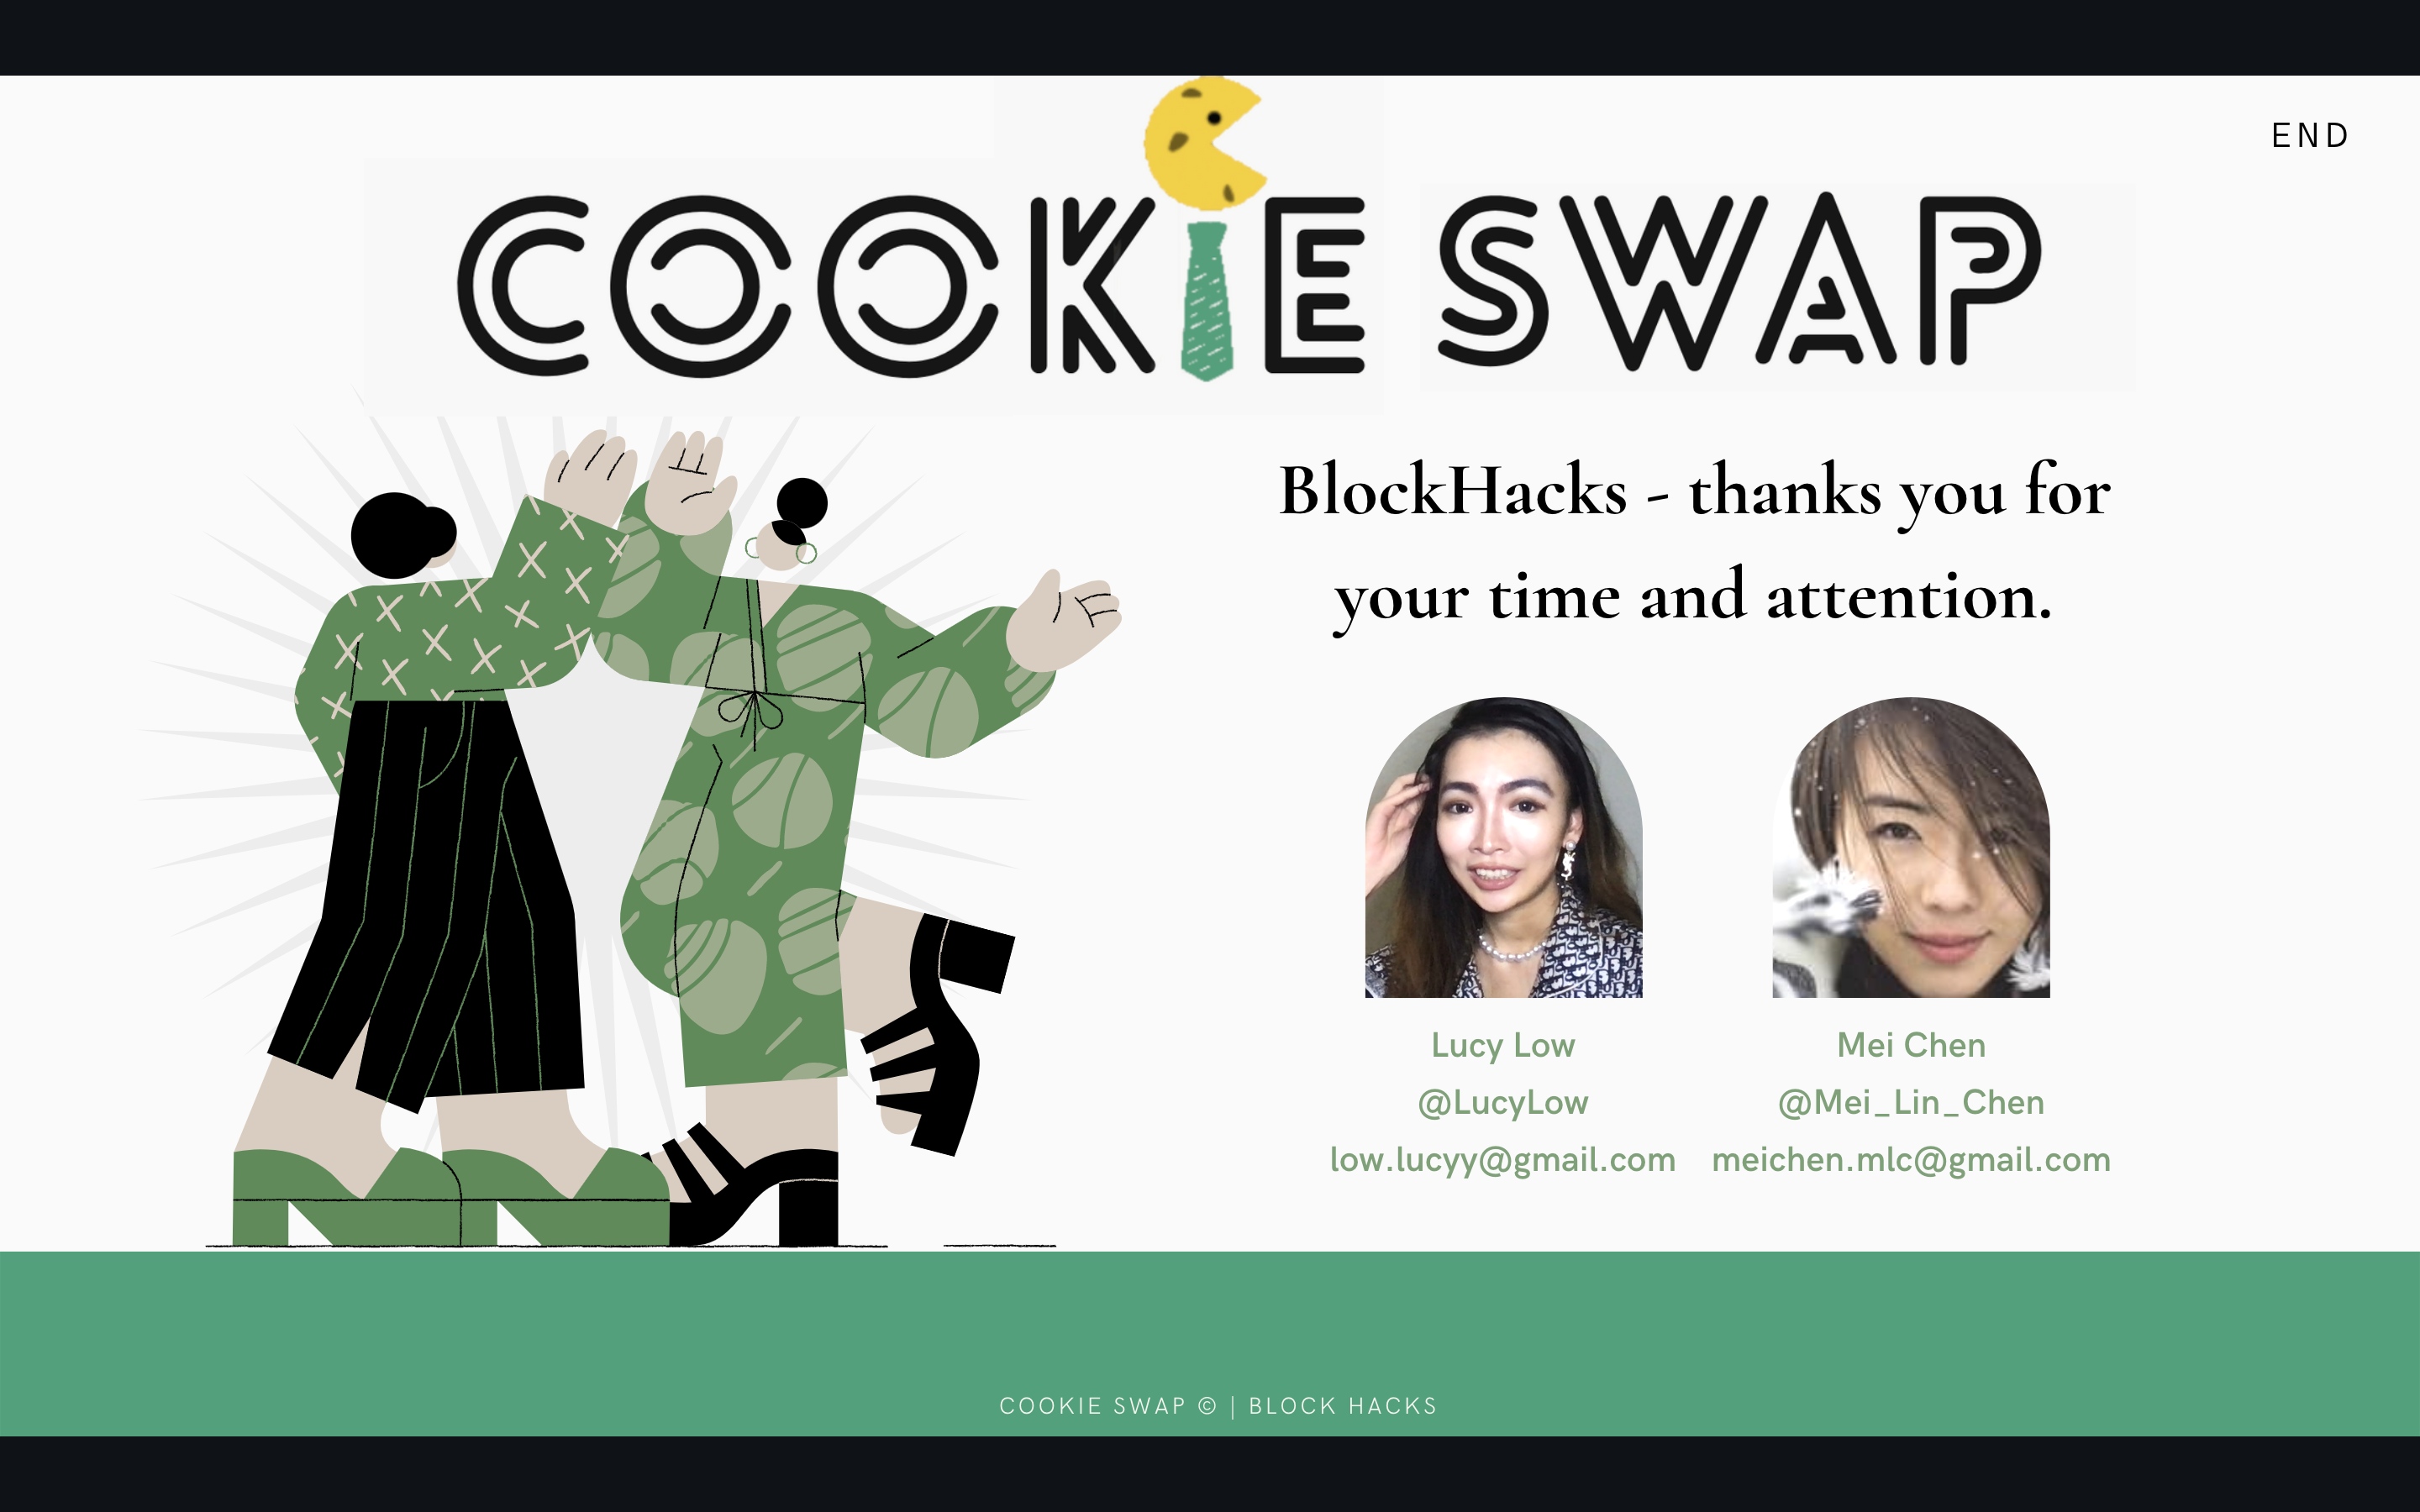 END
COOKIE SWAP
BlockHacks - thanks you for
your time and attention.
Lucy Low
@LucyLow
low.lucyy@gmail.com
Mei Chen
@Mei_Lin_Chen
meichen.mlc@gmail.com
COOKIE SWAP © | BLOCK HACKS